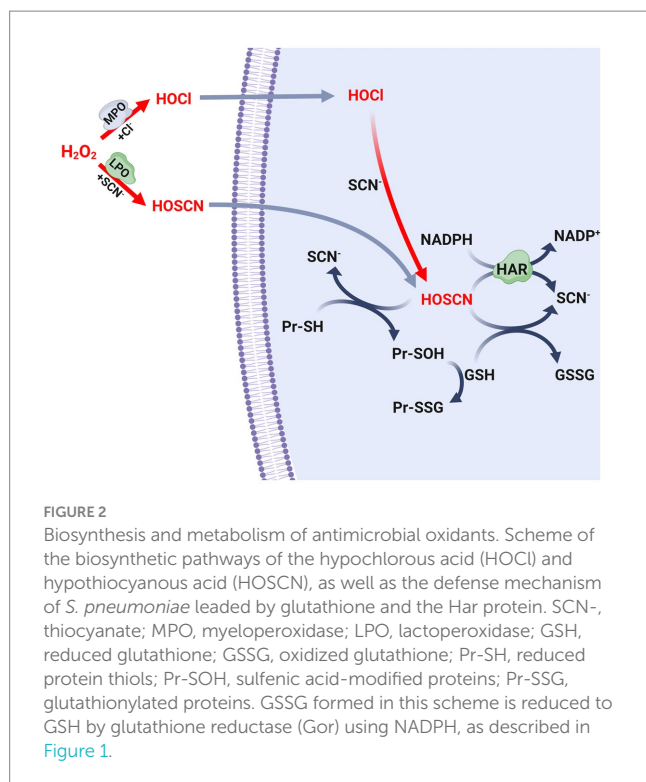 MPO
+Cl-
HOCl
HOCl
H₂O₂
LPO
+SCN-
HOSCN
SCN-
NADPH
NADP+
HAR
SCN-
HOSCN
SCN-
Pr-SH
Pr-SOH
GSH
GSSG
Pr-SSG
FIGURE 2
Biosynthesis and metabolism of antimicrobial oxidants. Scheme of
the biosynthetic pathways of the hypochlorous acid (HOCl) and
hypothiocyanous acid (HOSCN), as well as the defense mechanism
of S. pneumoniae leaded by glutathione and the Har protein. SCN-,
thiocyanate; MPO, myeloperoxidase; LPO, lactoperoxidase; GSH,
reduced glutathione; GSSG, oxidized glutathione; Pr-SH, reduced
protein thiols; Pr-SOH, sulfenic acid-modified proteins; Pr-SSG,
glutathionylated proteins. GSSG formed in this scheme is reduced to
GSH by glutathione reductase (Gor) using NADPH, as described in
Figure 1.